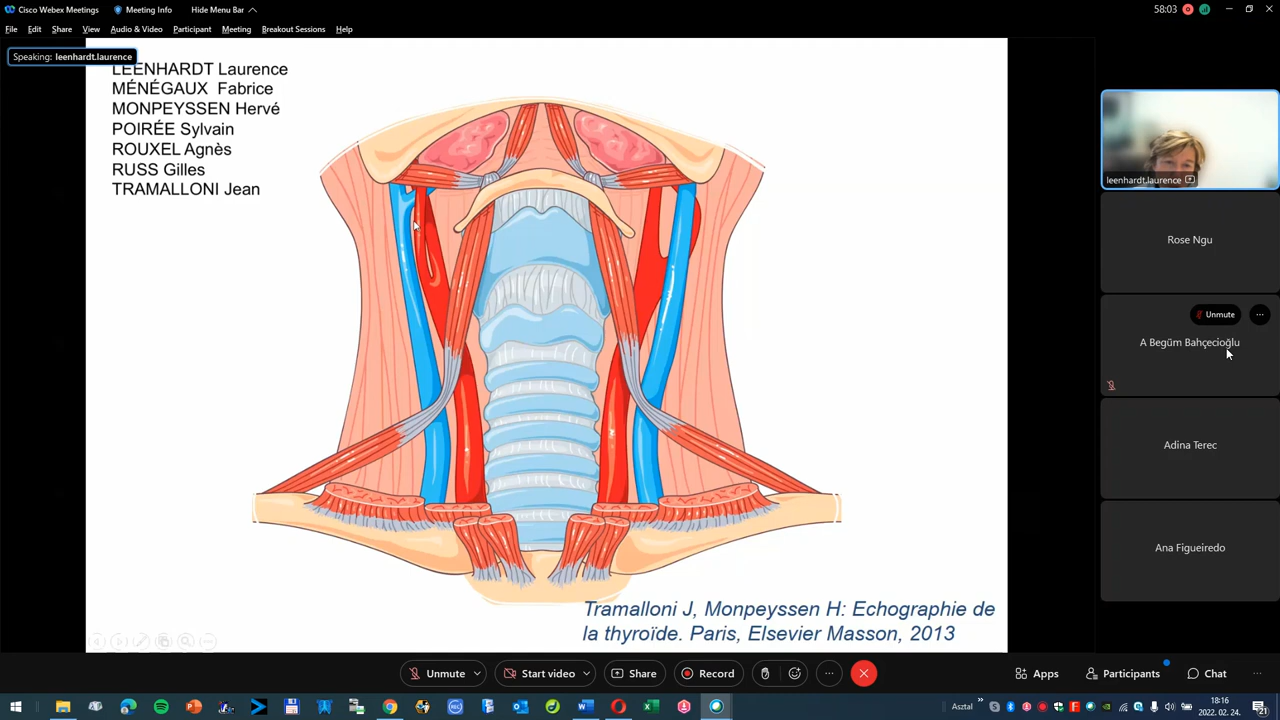 Cisco Webex Meetings
Meeting Info
Hide Menu Bar
58:03
File Edit Share View Audio & Video Participant Meeting Breakout Sessions Help
Speaking: leenhardt.laurence
LEENHARDT Laurence
MÉNÉGAUX Fabrice
MONPEYSSEN Hervé
POIRÉE Sylvain
ROUXEL Agnès
RUSS Gilles
TRAMALLONI Jean
Tramalloni J, Monpeyssen H: Echographie de
la thyroïde. Paris, Elsevier Masson, 2013
leenhardt.laurence
Rose Ngu
Unmute
A Begüm Bahçecioğlu
Adina Terec
Ana Figueiredo
Unmute
Start video
Share
Record
Apps
Participants
Chat
Asztal
18:16
2022. 02. 24.